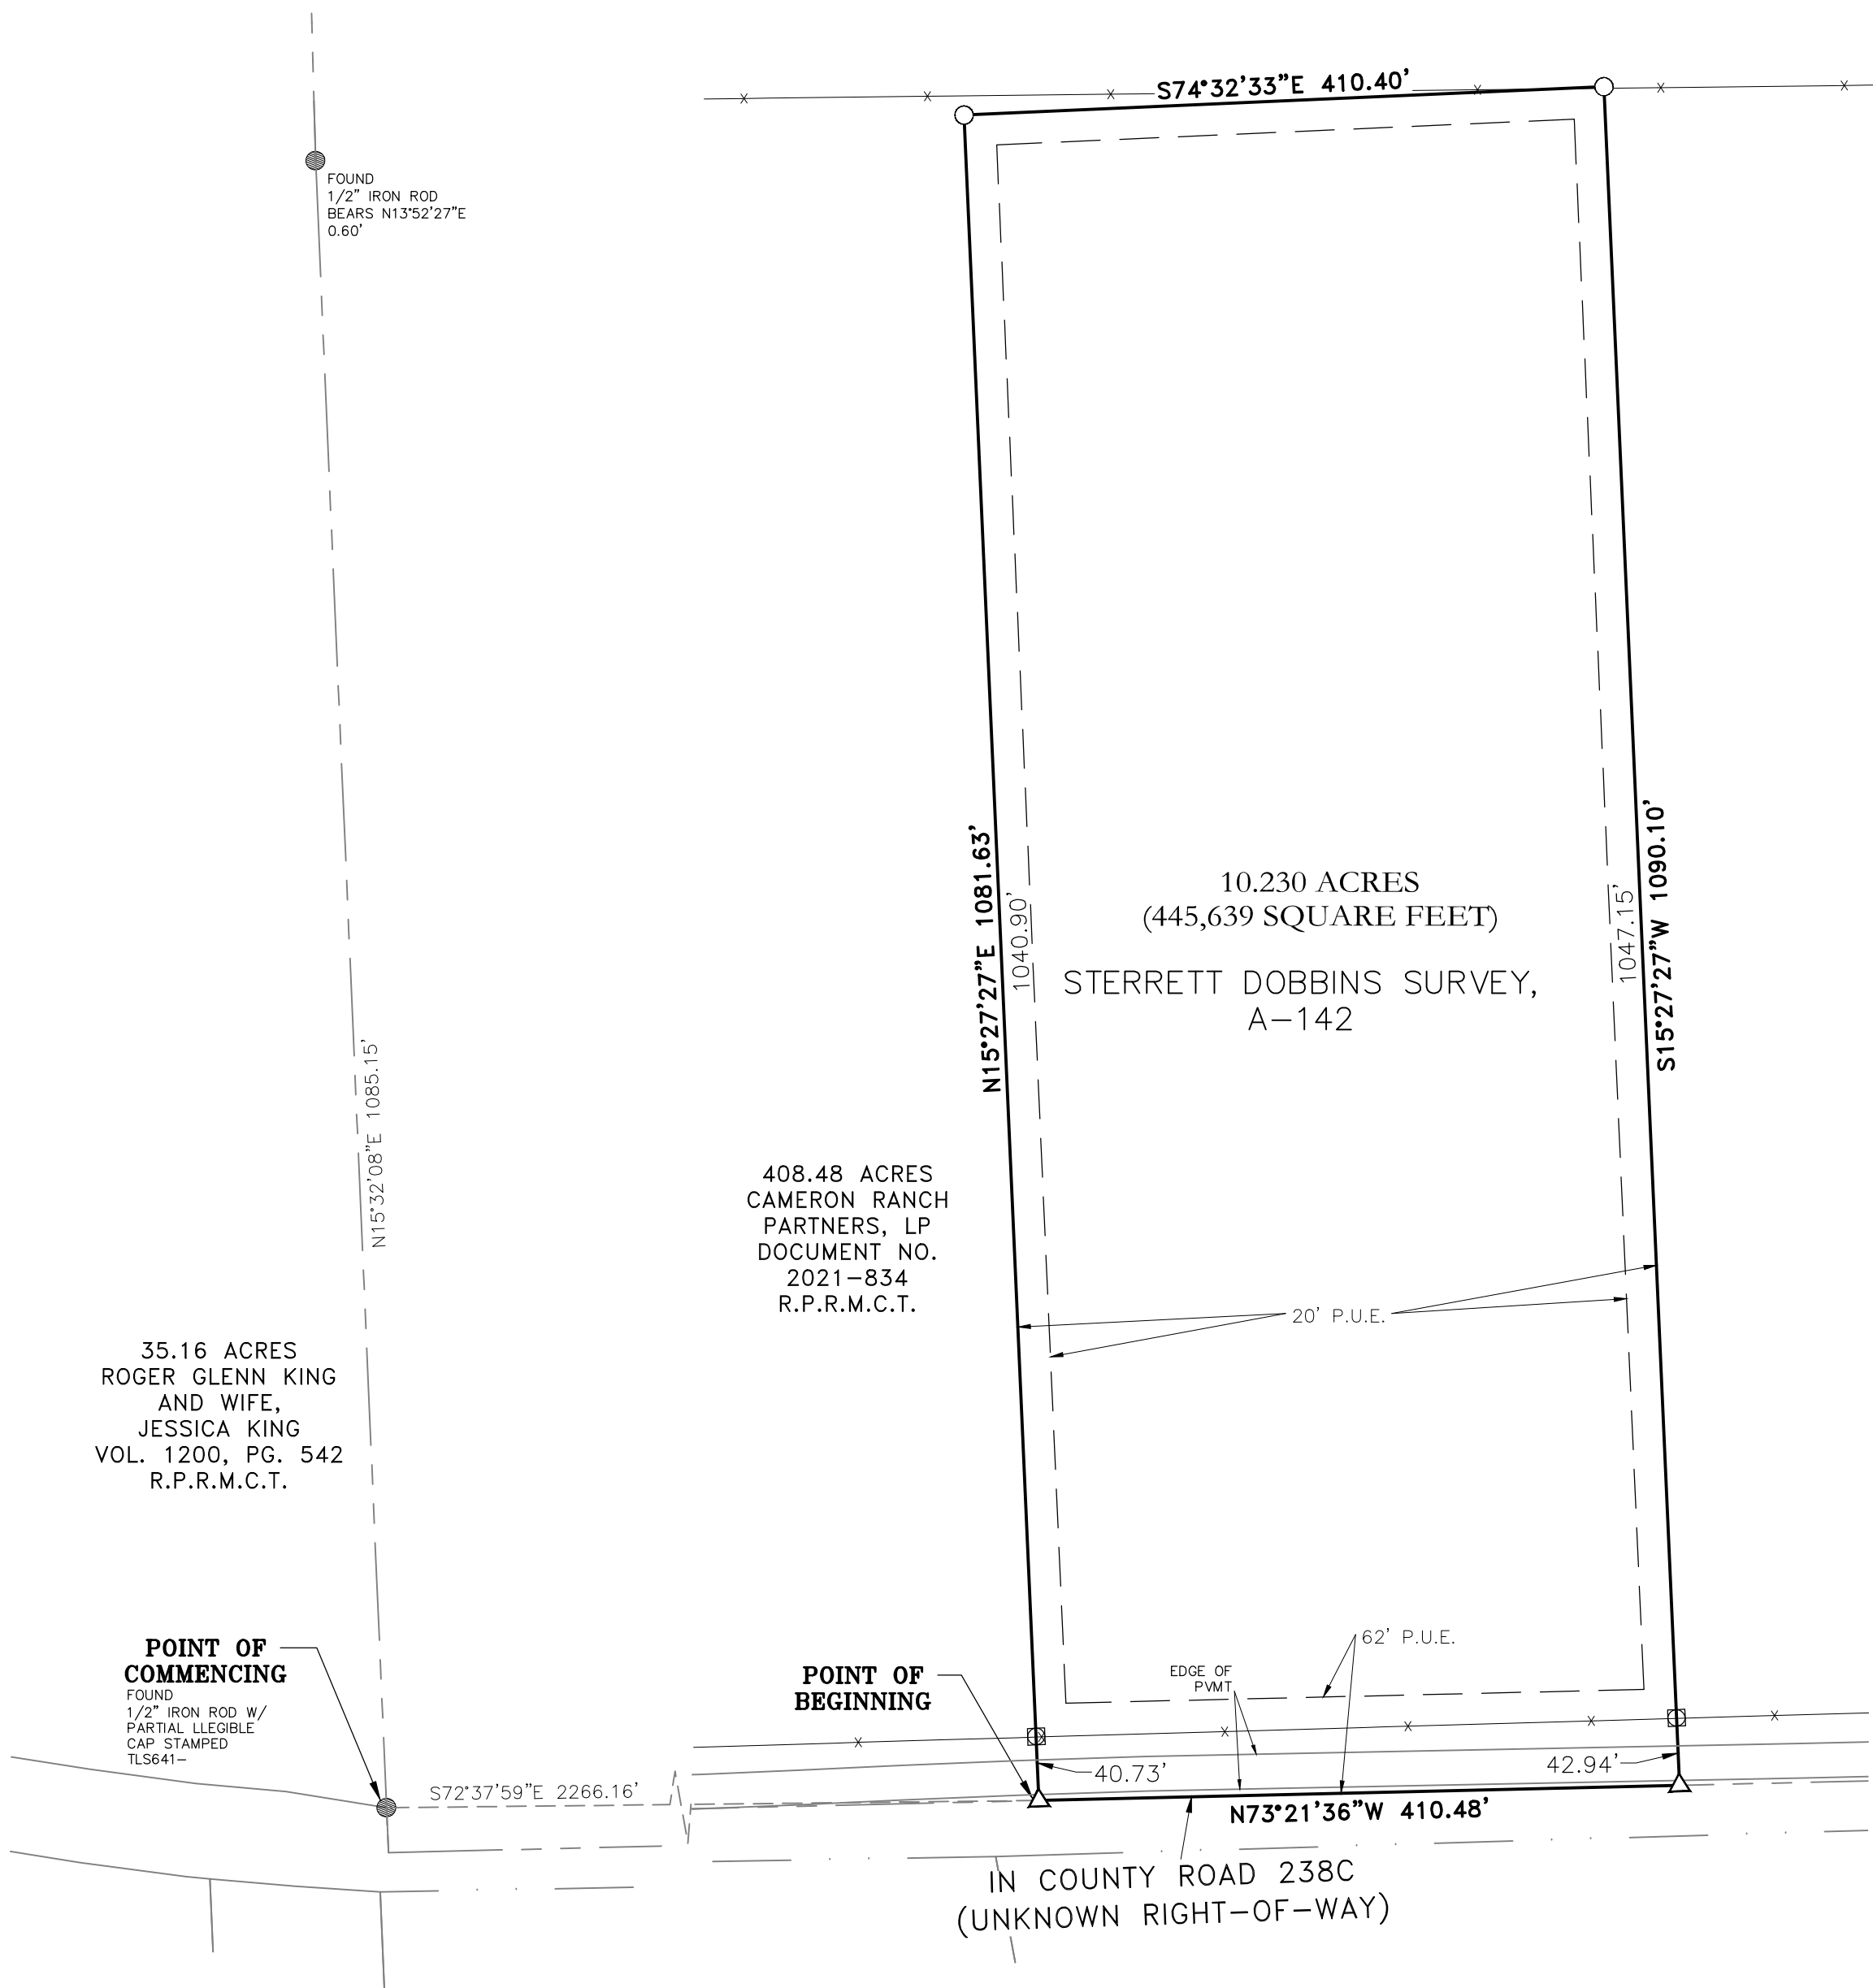 S74°32'33"E 410.40'
FOUND
1/2" IRON ROD
BEARS N13°52'27"E
0.60'
N15°27'27"E 1081.63'
1040.90'
10.230 ACRES
(445,639 SQUARE FEET)
STERRETT DOBBINS SURVEY,
A-142
1047.15'
S15°27'27"W 1090.10'
N15°32'08"E 1085.15'
408.48 ACRES
CAMERON RANCH
PARTNERS, LP
DOCUMENT NO.
2021-834
R.P.R.M.C.T.
20' P.U.E.
35.16 ACRES
ROGER GLENN KING
AND WIFE,
JESSICA KING
VOL. 1200, PG. 542
R.P.R.M.C.T.
POINT OF
COMMENCING
FOUND
1/2" IRON ROD W/
PARTIAL LLEGIBLE
CAP STAMPED
TLS641-
POINT OF
BEGINNING
62' P.U.E.
EDGE OF
PVMT
S72°37'59"E 2266.16'
40.73'
42.94'
N73°21'36"W 410.48'
IN COUNTY ROAD 238C
(UNKNOWN RIGHT-OF-WAY)